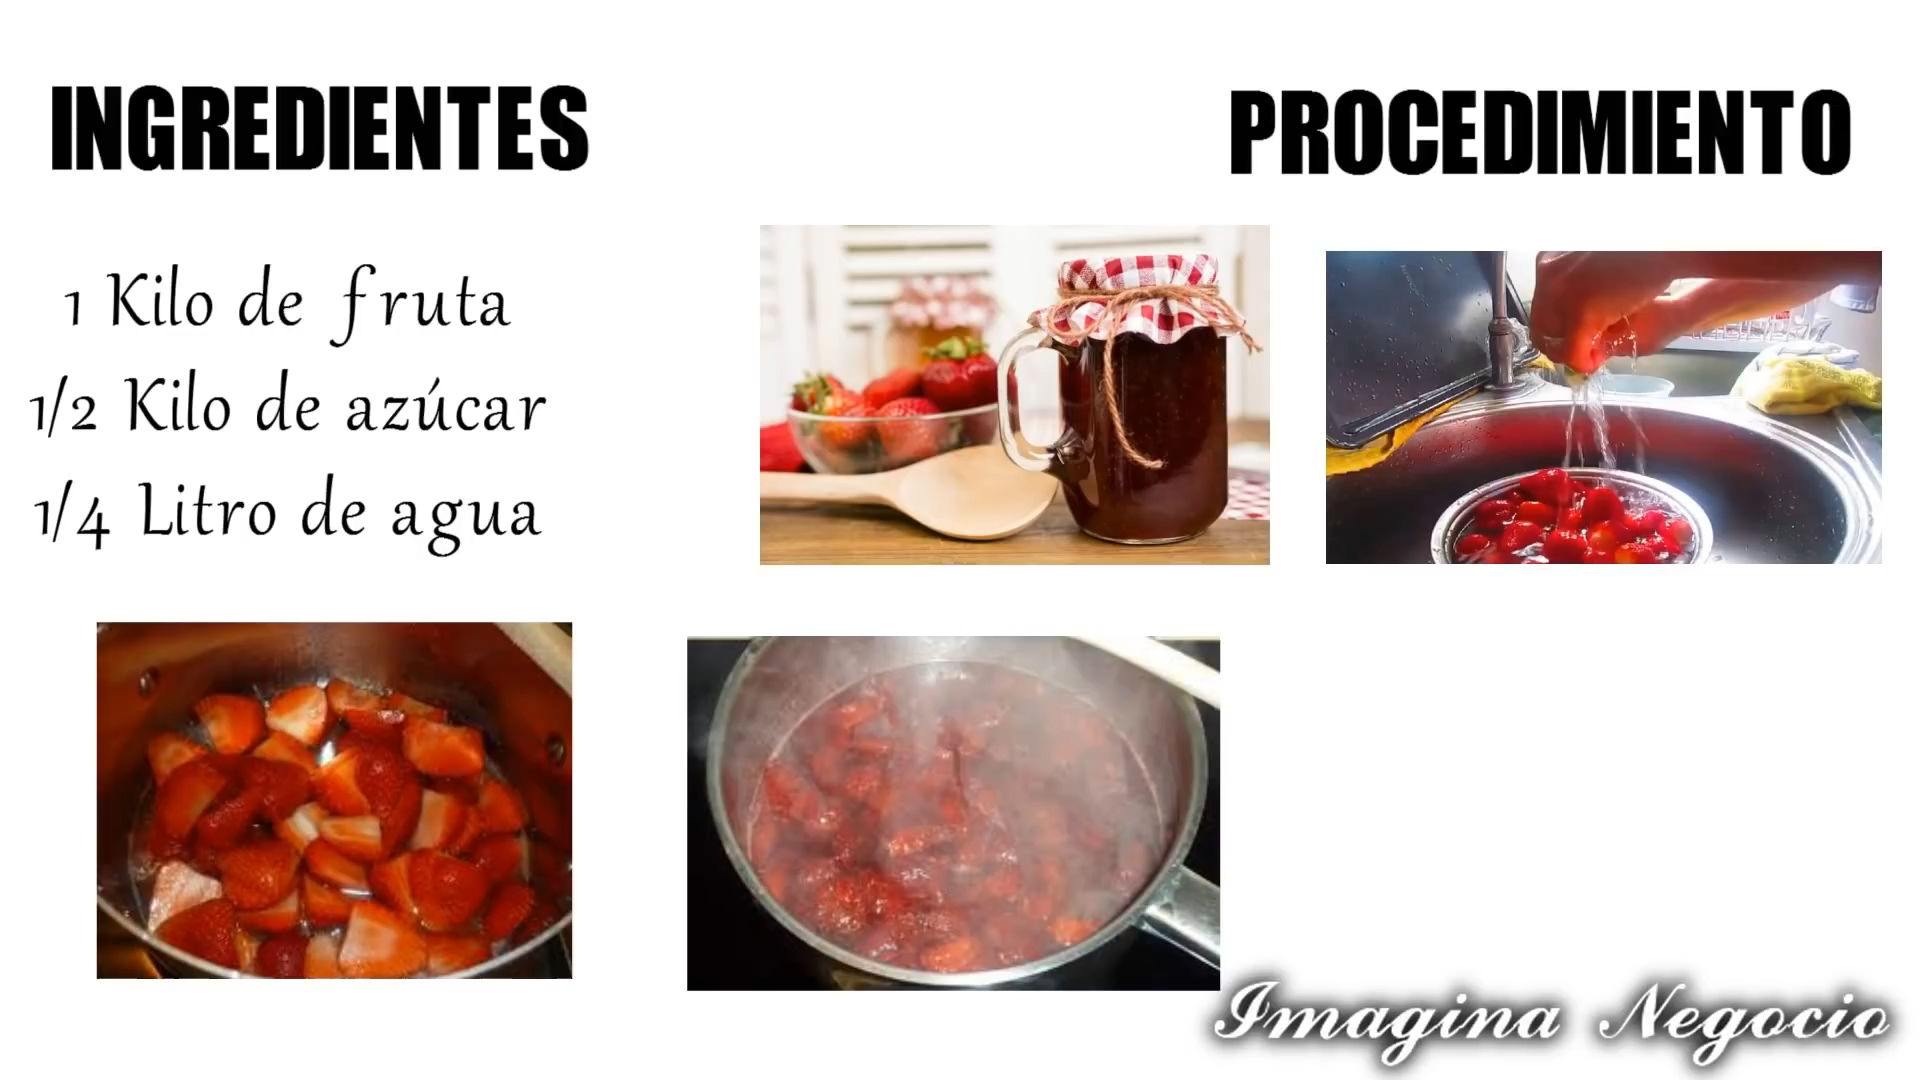 INGREDIENTES
PROCEDIMIENTO
1 Kilo de fruta
1/2 Kilo de azúcar
1/4 Litro de agua
Imagina Negocio